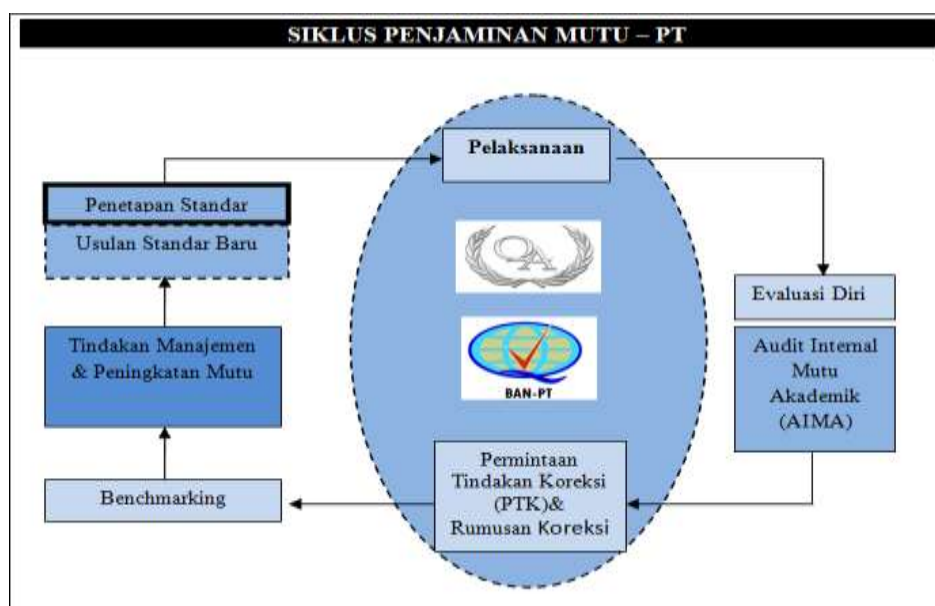 SIKLUS PENJAMINAN MUTU – PT
Pelaksanaan
Penetapan Standar
Usulan Standar Baru
QA
Evaluasi Diri
Tindakan Manajemen
& Peningkatan Mutu
BAN-PT
Audit Internal
Mutu
Akademik
(AIMA)
Permintaan
Tindakan Koreksi
(PTK)&
Rumusan Koreksi
Benchmarking